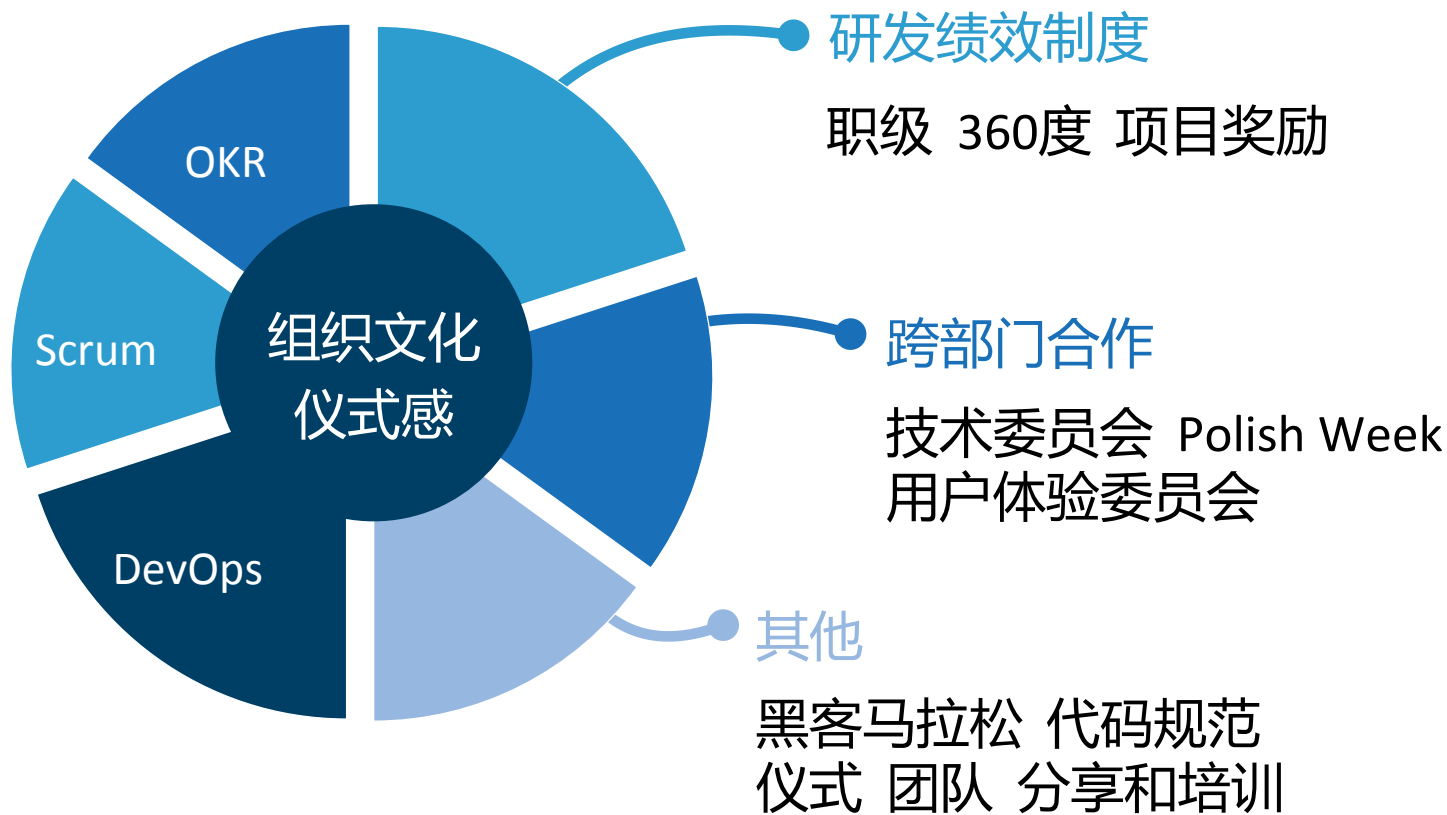 研发绩效制度
职级 360度 项目奖励
OKR
Scrum
组织文化
仪式感
跨部门合作
技术委员会 Polish Week
用户体验委员会
DevOps
其他
黑客马拉松 代码规范
仪式 团队 分享和培训